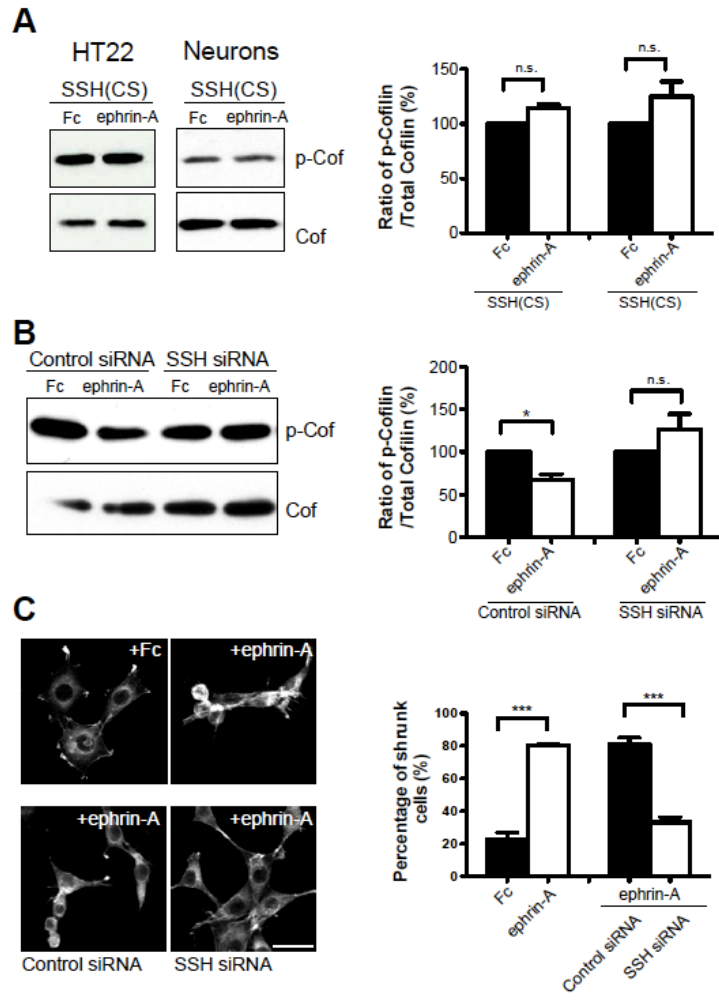 A
HT22 Neurons
SSH(CS) SSH(CS)
Fc ephrin-A Fc ephrin-A
p-Cof
Cof
Ratio of p-Cofilin
/Total Cofilin (%)
150
100
50
0
n.s. n.s.
Fc ephrin-A Fc ephrin-A
SSH(CS) SSH(CS)
B
Control siRNA SSH siRNA
Fc ephrin-A Fc ephrin-A
p-Cof
Cof
Ratio of p-Cofilin
/Total Cofilin (%)
200
150
100
50
0
* n.s.
Fc ephrin-A Fc ephrin-A
Control siRNA SSH siRNA
C
+Fc +ephrin-A
+ephrin-A +ephrin-A
Control siRNA SSH siRNA
Percentage of shrunk
cells (%)
100
80
60
40
20
0
*** ***
Fc ephrin-A
ephrin-A
Control siRNA SSH siRNA